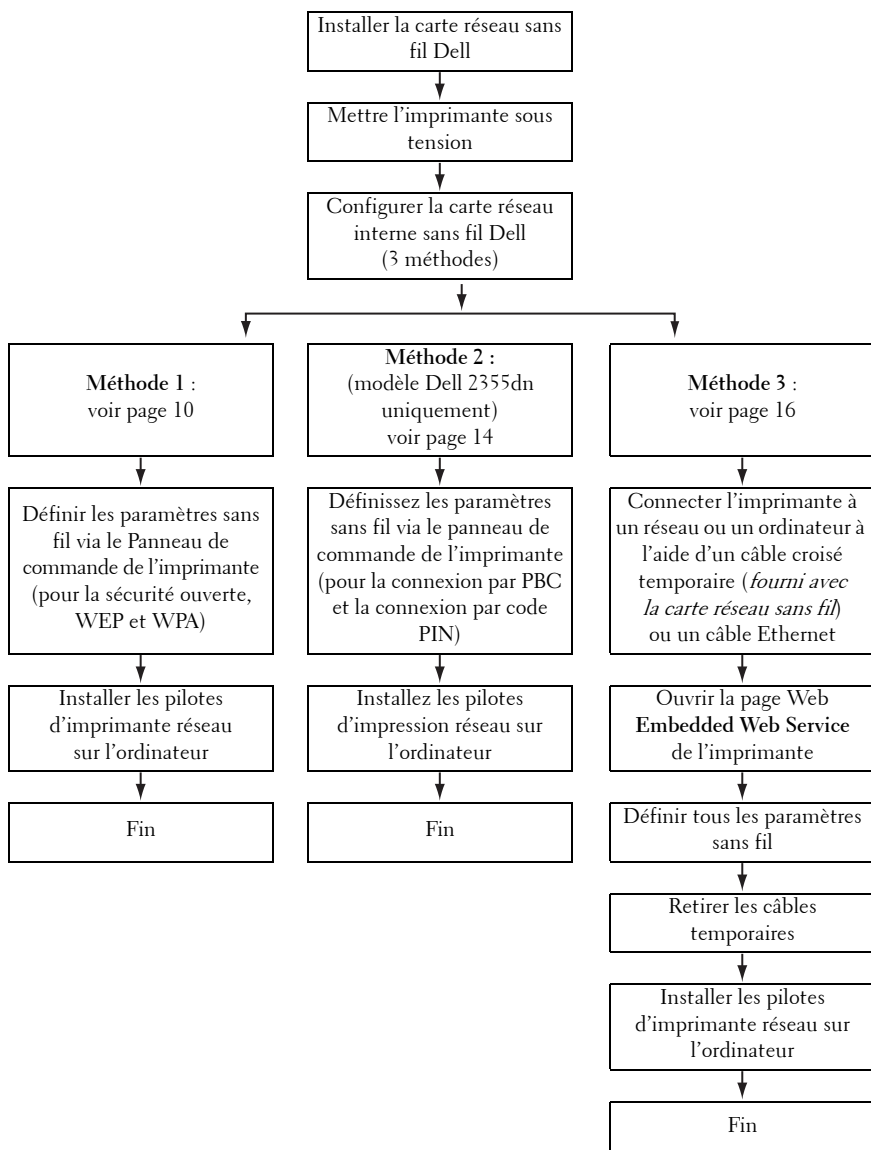 Installer la carte réseau sans
fil Dell
Mettre l’imprimante sous
tension
Configurer la carte réseau
interne sans fil Dell
(3 méthodes)
Méthode 1 :
voir page 10
Méthode 2 :
(modèle Dell 2355dn
uniquement)
voir page 14
Méthode 3 :
voir page 16
Définir les paramètres sans
fil via le Panneau de
commande de l’imprimante
(pour la sécurité ouverte,
WEP et WPA)
Définissez les paramètres
sans fil via le panneau de
commande de l’imprimante
(pour la connexion par PBC
et la connexion par code
PIN)
Connecter l’imprimante à
un réseau ou un ordinateur à
l’aide d’un câble croisé
temporaire (fourni avec
la carte réseau sans fil)
ou un câble Ethernet
Installer les pilotes
d’imprimante réseau
sur l’ordinateur
Installez les pilotes
d’impression réseau sur
l’ordinateur
Ouvrir la page Web
Embedded Web Service
de l’imprimante
Fin
Fin
Définir tous les paramètres
sans fil
Retirer les câbles
temporaires
Installer les pilotes
d’imprimante réseau sur
l’ordinateur
Fin